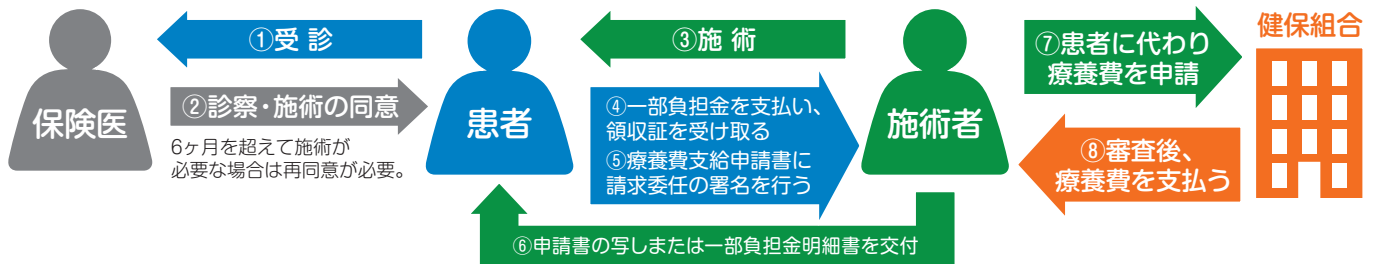 ①受 診
保険医
②診察・施術の同意
6ヶ月を超えて施術が
必要な場合は再同意が必要。
患者
③施 術
④一部負担金を支払い、
領収証を受け取る
⑤療養費支給申請書に
請求委任の署名を行う
施術者
⑥申請書の写しまたは一部負担金明細書を交付
⑦患者に代わり
療養費を申請
健保組合
⑧審査後、
療養費を支払う